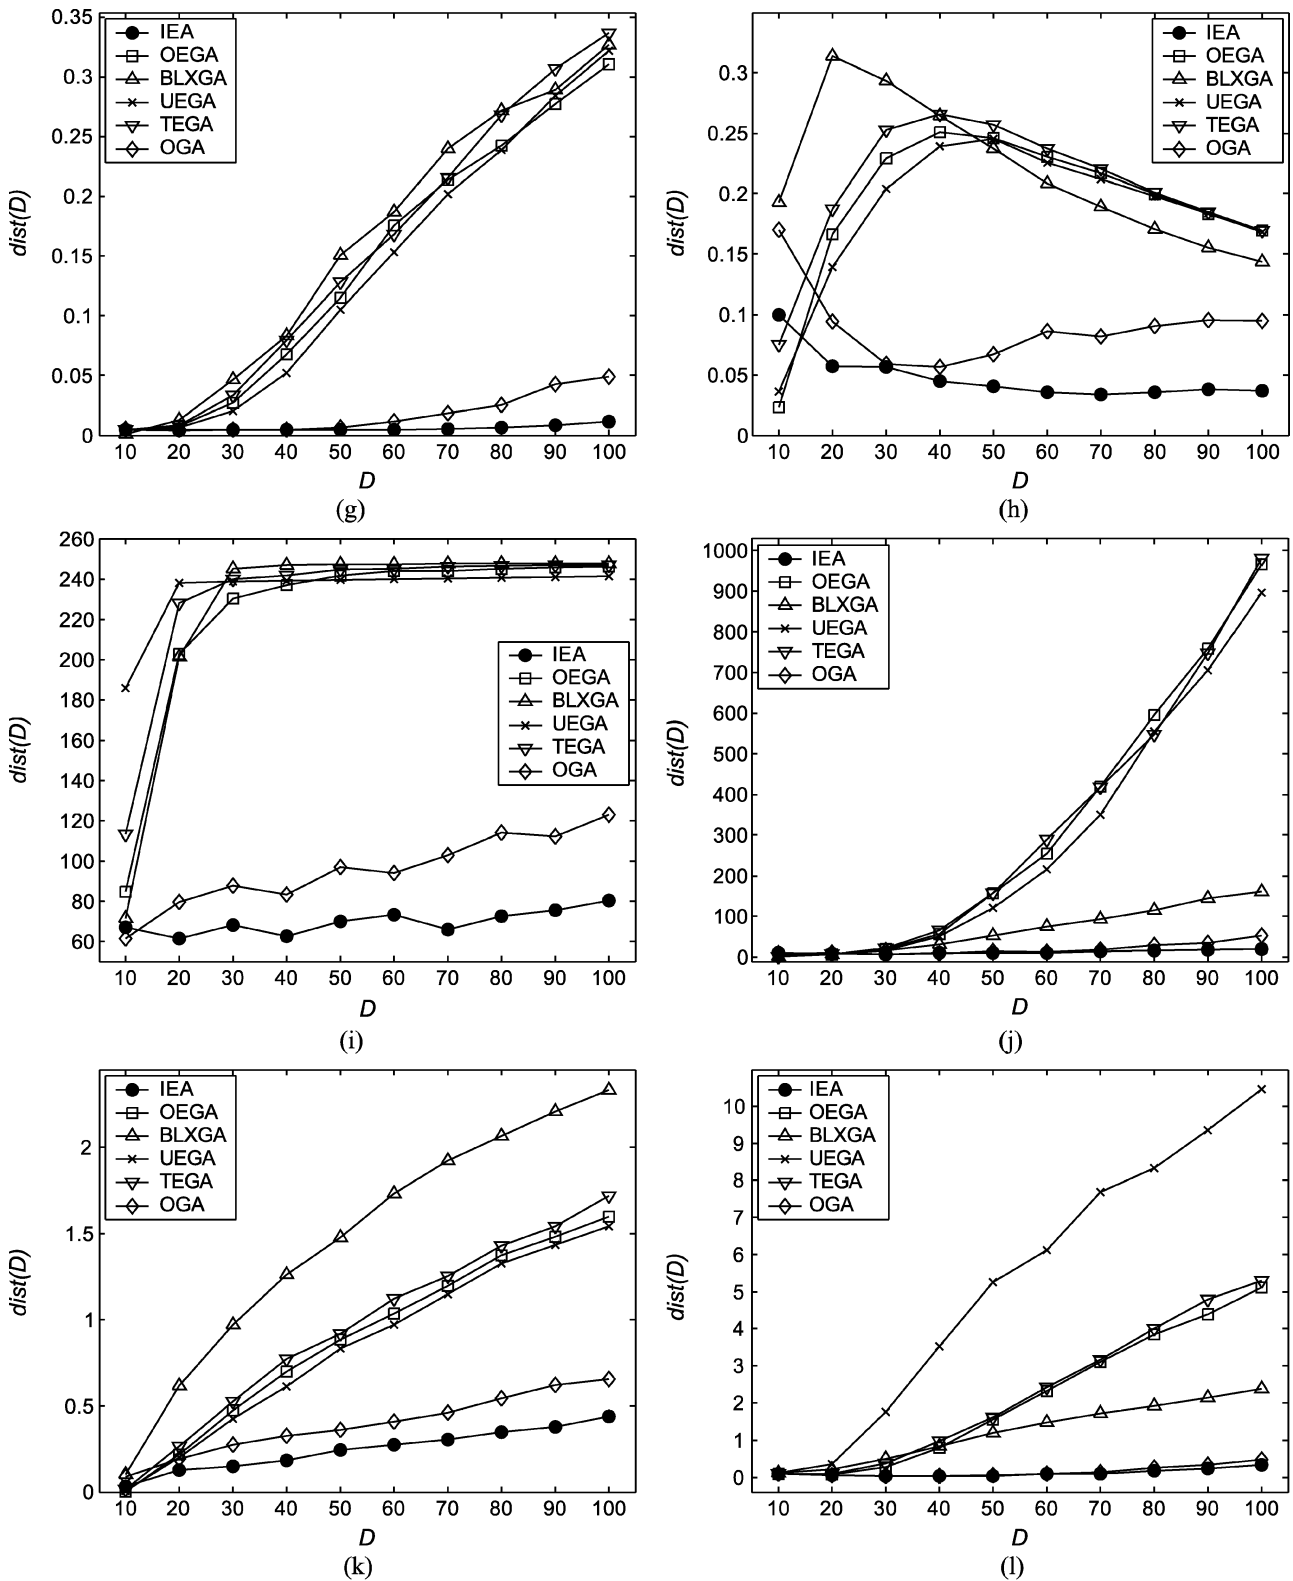 0.35
0.3
0.25
0.2
0.15
0.1
0.05
0
dist(D)
IEA
OEGA
BLXGA
UEGA
TEGA
OGA
10 20 30 40 50 60 70 80 90 100
D
(g)
0.3
0.25
0.2
0.15
0.1
0.05
0
dist(D)
IEA
OEGA
BLXGA
UEGA
TEGA
OGA
10 20 30 40 50 60 70 80 90 100
D
(h)
260
240
220
200
180
160
140
120
100
80
60
dist(D)
IEA
OEGA
BLXGA
UEGA
TEGA
OGA
10 20 30 40 50 60 70 80 90 100
D
(i)
1000
900
800
700
600
500
400
300
200
100
0
dist(D)
IEA
OEGA
BLXGA
UEGA
TEGA
OGA
10 20 30 40 50 60 70 80 90 100
D
(j)
2
1.5
1
0.5
0
dist(D)
IEA
OEGA
BLXGA
UEGA
TEGA
OGA
10 20 30 40 50 60 70 80 90 100
D
(k)
10
9
8
7
6
5
4
3
2
1
0
dist(D)
IEA
OEGA
BLXGA
UEGA
TEGA
OGA
10 20 30 40 50 60 70 80 90 100
D
(l)